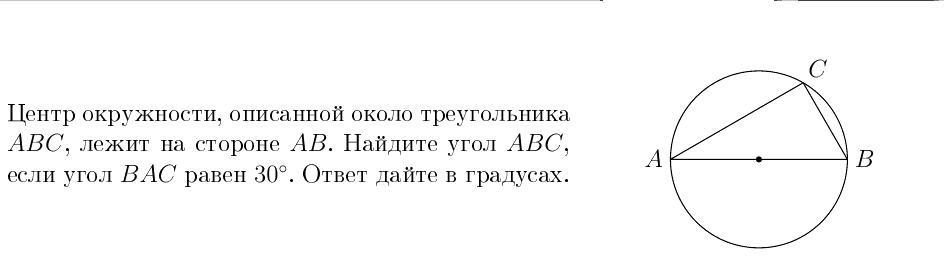 Центр окружности, описанной около треугольника
ABC, лежит на стороне AB. Найдите угол ABC,
если угол BAC равен 30°. Ответ дайте в градусах.
C
A
B